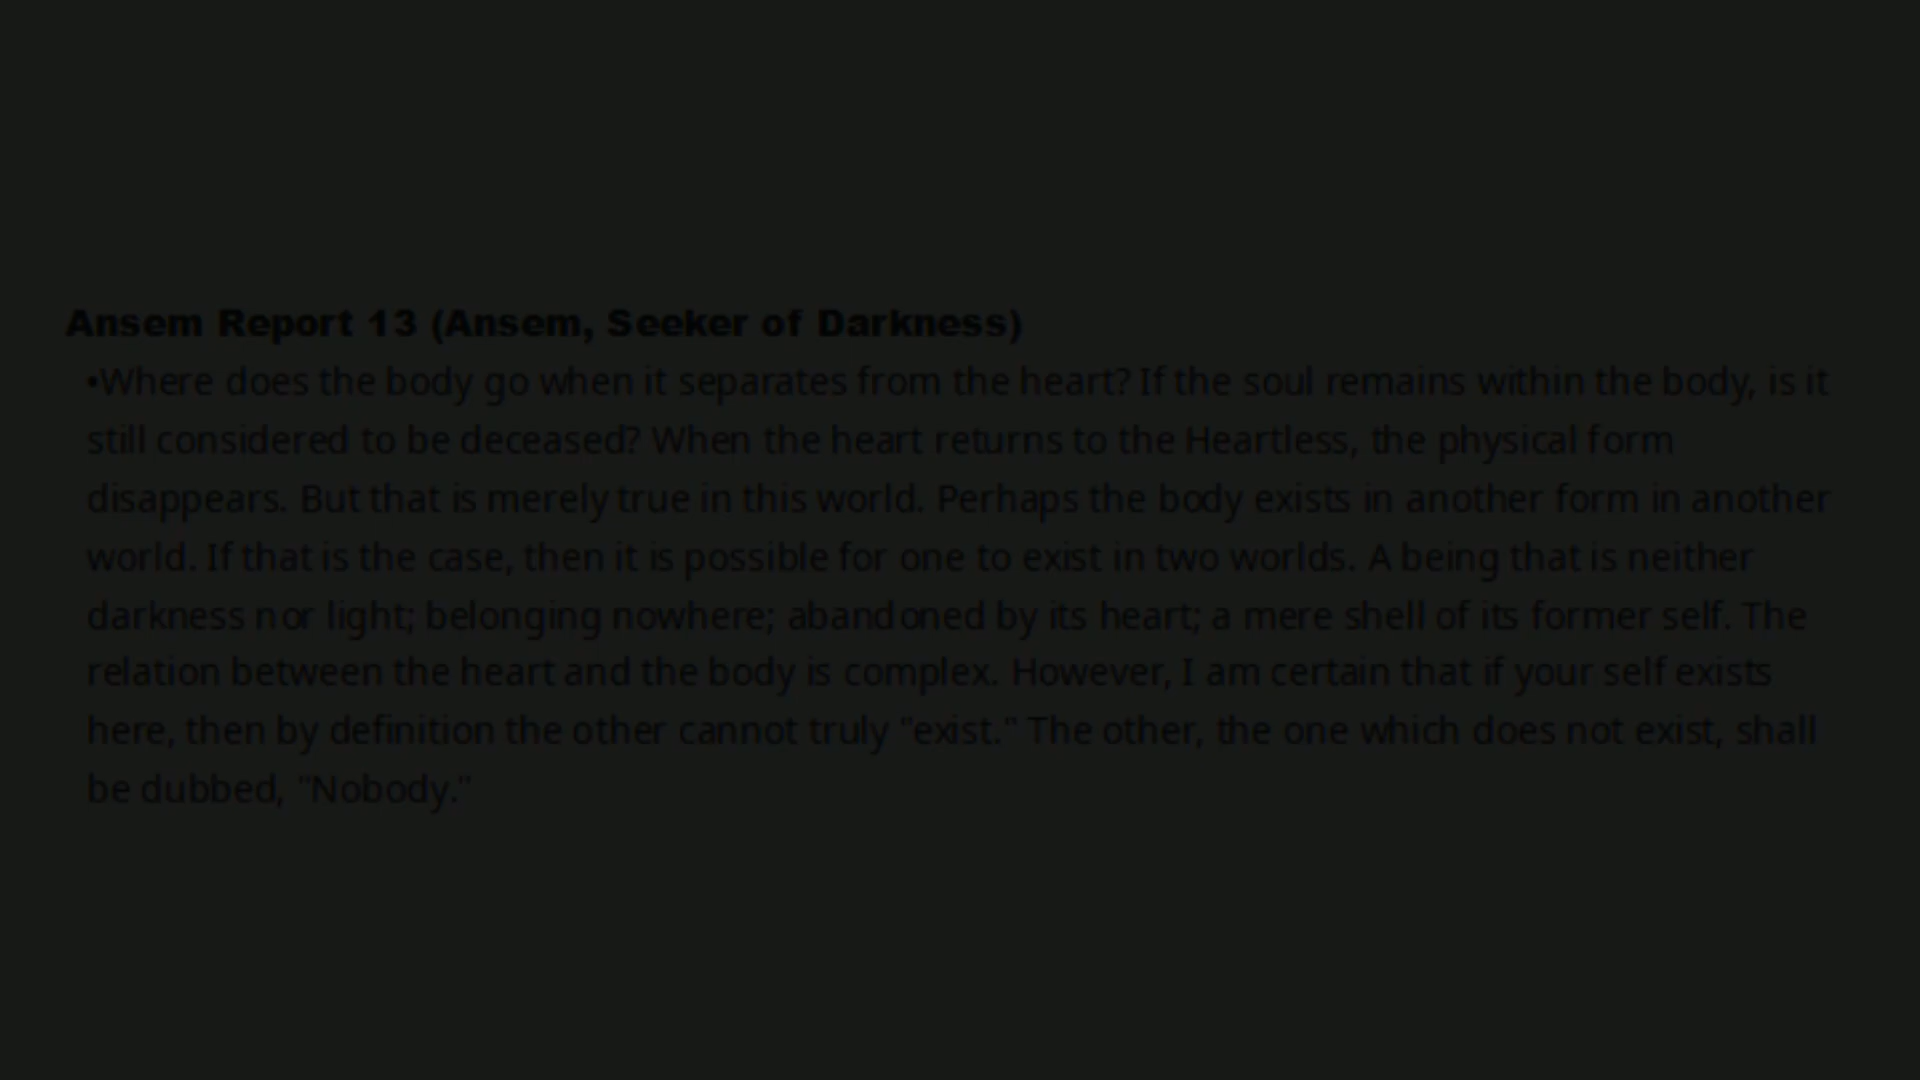 Ansem Report 13 (Ansem, Seeker of Darkness)
•Where does the body go when it separates from the heart? If the soul remains within the body, is it
still considered to be deceased? When the heart returns to the Heartless, the physical form
disappears. But that is merely true in this world. Perhaps the body exists in another form in another
world. If that is the case, then it is possible for one to exist in two worlds. A being that is neither
darkness nor light; belonging nowhere; abandoned by its heart; a mere shell of its former self. The
relation between the heart and the body is complex. However, I am certain that if your self exists
here, then by definition the other cannot truly "exist." The other, the one which does not exist, shall
be dubbed, "Nobody."